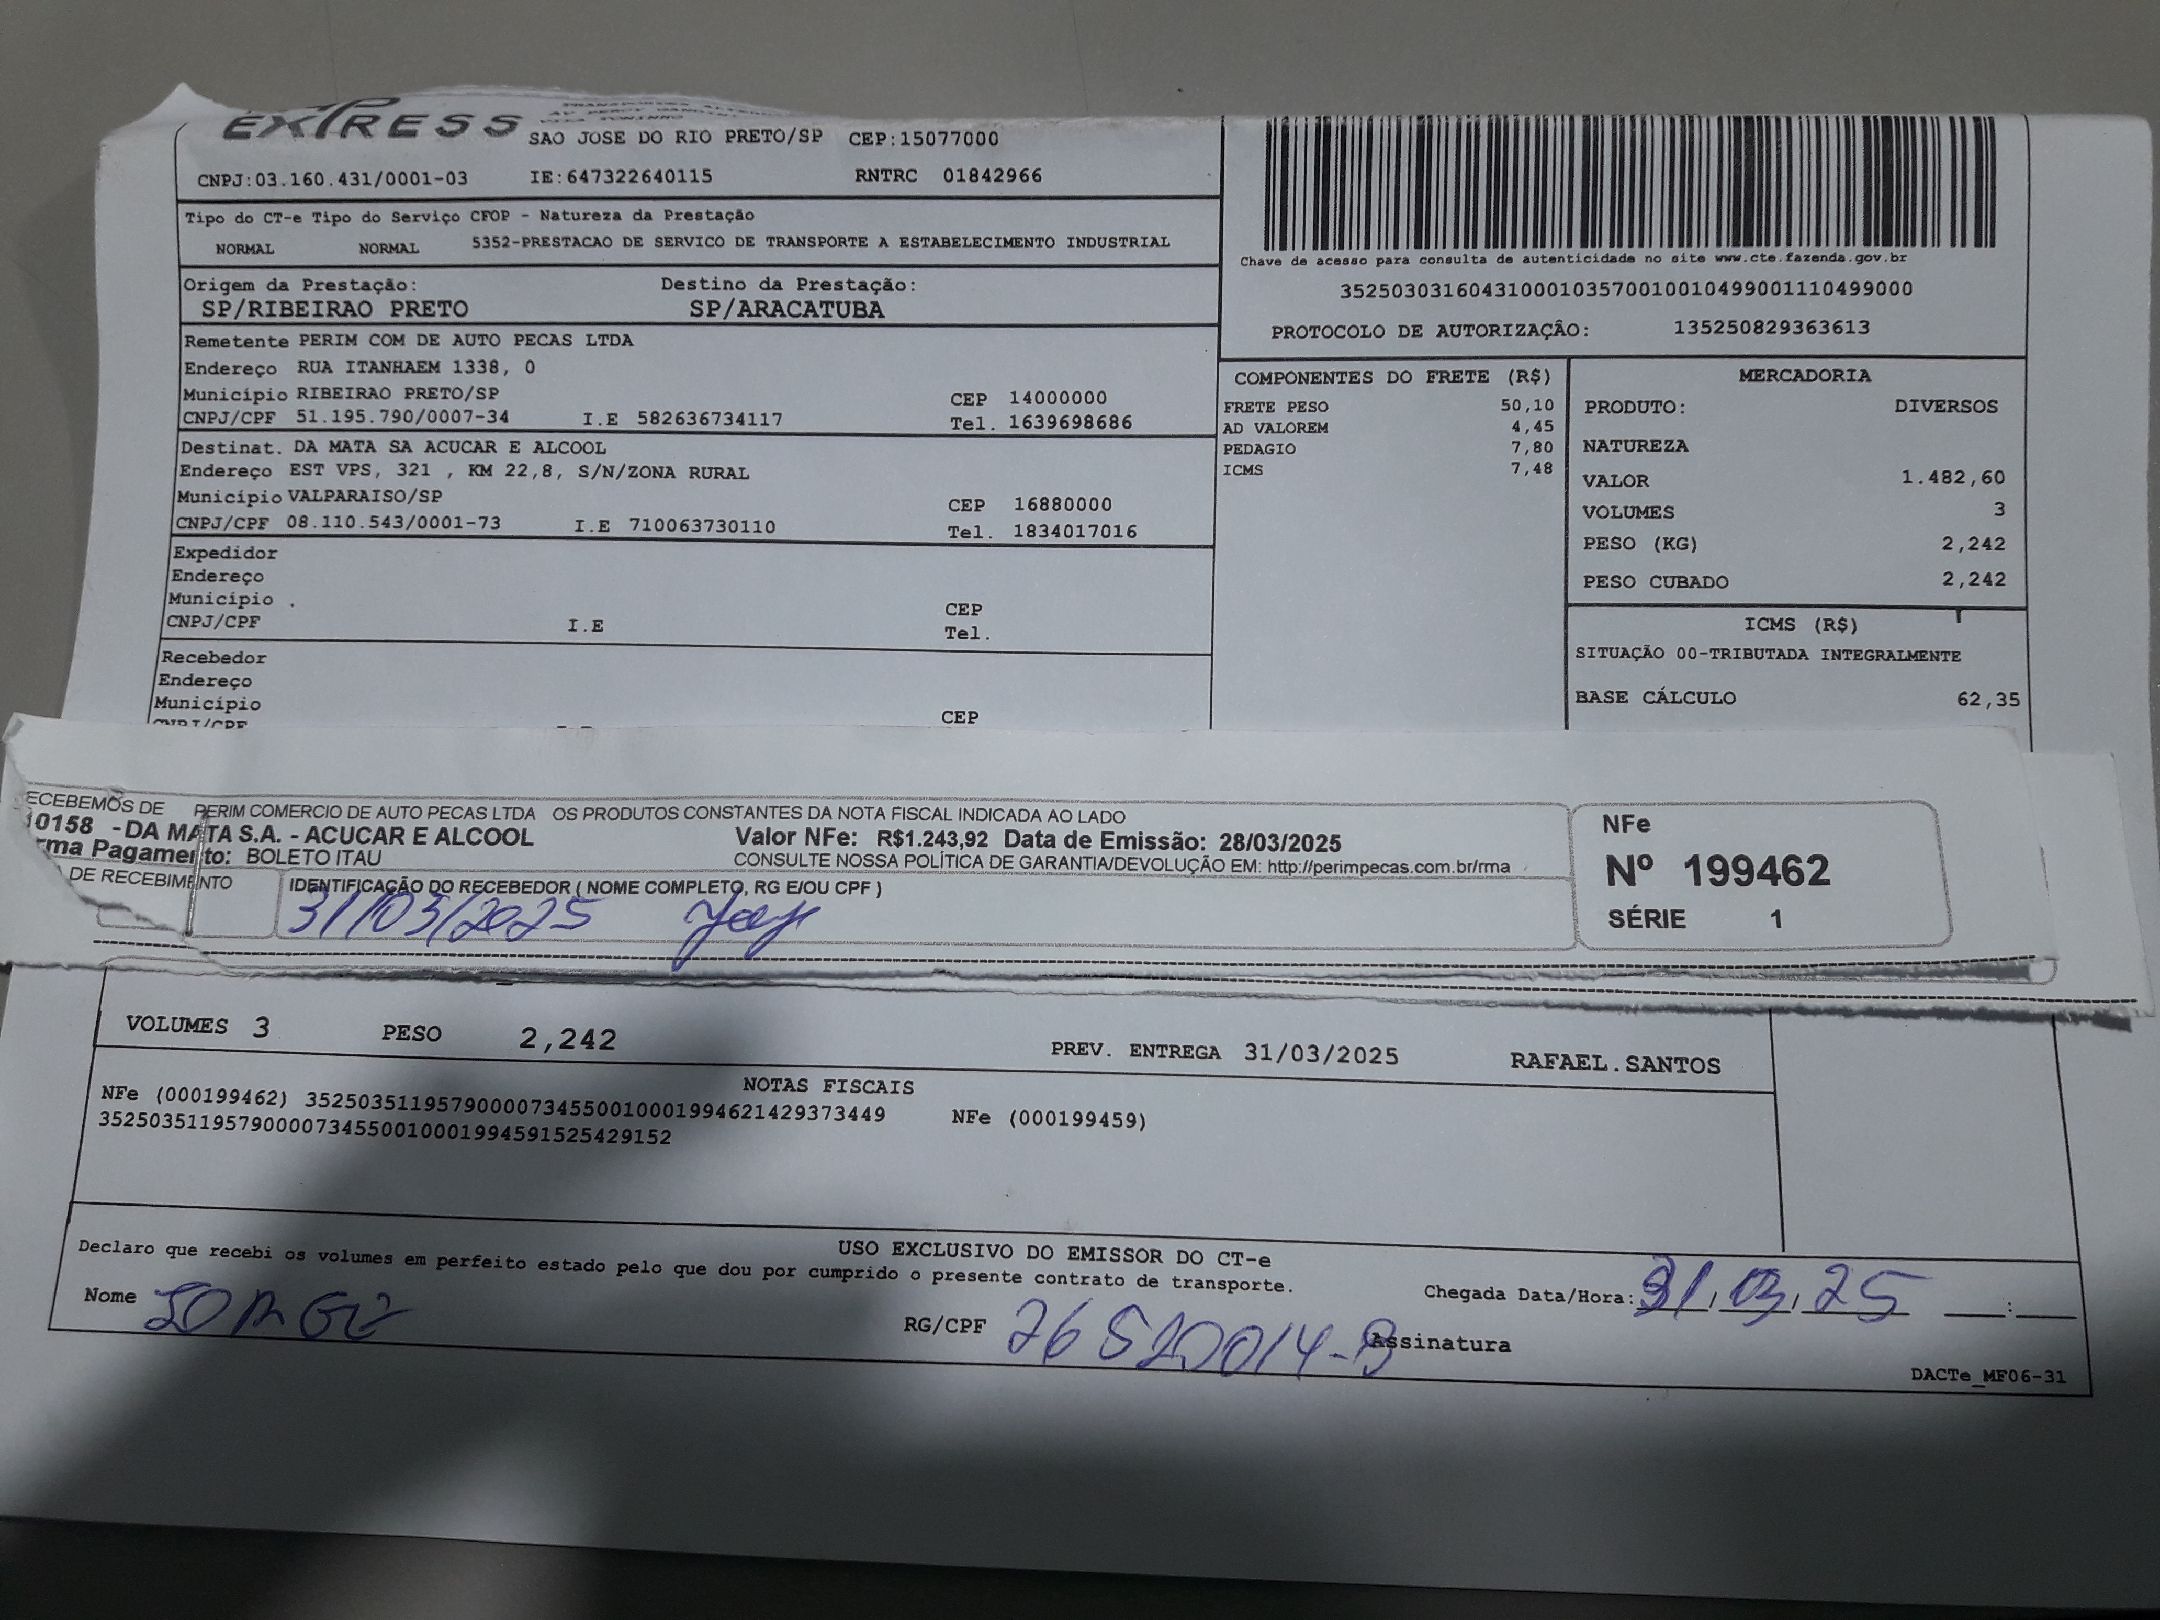 EXPRESS
SAO JOSE DO RIO PRETO/SP CEP:15077000
CNPJ:03.160.431/0001-03 IE:647322640115 RNTRC 01842966
Tipo do CT-e Tipo do Serviço CFOP - Natureza da Prestação
NORMAL NORMAL 5352-PRESTACAO DE SERVICO DE TRANSPORTE A ESTABELECIMENTO INDUSTRIAL
Origem da Prestação: Destino da Prestação:
SP/RIBEIRAO PRETO SP/ARACATUBA
Remetente PERIM COM DE AUTO PECAS LTDA
Endereço RUA ITANHAEM 1338, 0
Município RIBEIRAO PRETO/SP CEP 14000000
CNPJ/CPF 51.195.790/0007-34 I.E 582636734117 Tel. 1639698686
Destinat. DA MATA SA ACUCAR E ALCOOL
Endereço EST VPS, 321 , KM 22,8, S/N/ZONA RURAL
Município VALPARAISO/SP CEP 16880000
CNPJ/CPF 08.110.543/0001-73 I.E 710063730110 Tel. 1834017016
Expedidor
Endereço
Município . CEP
CNPJ/CPF I.E Tel.
Recebedor
Endereço
Município CEP
CNPJ/CPF
Chave de acesso para consulta de autenticidade no site www.cte.fazenda.gov.br
35250303160431000103570010010499001110499000
PROTOCOLO DE AUTORIZAÇÃO: 135250829363613
COMPONENTES DO FRETE (R$)
FRETE PESO 50,10
AD VALOREM 4,45
PEDAGIO 7,80
ICMS 7,48
MERCADORIA
PRODUTO: DIVERSOS
NATUREZA
VALOR 1.482,60
VOLUMES 3
PESO (KG) 2,242
PESO CUBADO 2,242
ICMS (R$)
SITUAÇÃO 00-TRIBUTADA INTEGRALMENTE
BASE CÁLCULO 62,35
ECEBEMOS DE PERIM COMERCIO DE AUTO PECAS LTDA OS PRODUTOS CONSTANTES DA NOTA FISCAL INDICADA AO LADO
10158 - DA MATA S.A. - ACUCAR E ALCOOL Valor NFe: R$1.243,92 Data de Emissão: 28/03/2025
rma Pagamento: BOLETO ITAU CONSULTE NOSSA POLÍTICA DE GARANTIA/DEVOLUÇÃO EM: http://perimpecas.com.br/rma
DE RECEBIMENTO IDENTIFICAÇÃO DO RECEBEDOR ( NOME COMPLETO, RG E/OU CPF )
31/03/2025
NFe
Nº 199462
SÉRIE 1
VOLUMES 3 PESO 2,242 PREV. ENTREGA 31/03/2025 RAFAEL.SANTOS
NOTAS FISCAIS
NFe (000199462) 35250351195790000734550010001994621429373449 NFe (000199459)
35250351195790000734550010001994591525429152
USO EXCLUSIVO DO EMISSOR DO CT-e
Declaro que recebi os volumes em perfeito estado pelo que dou por cumprido o presente contrato de transporte.
Nome JORGE RG/CPF Assinatura
Chegada Data/Hora: 31.03.25 :
DACTe_MF06-31